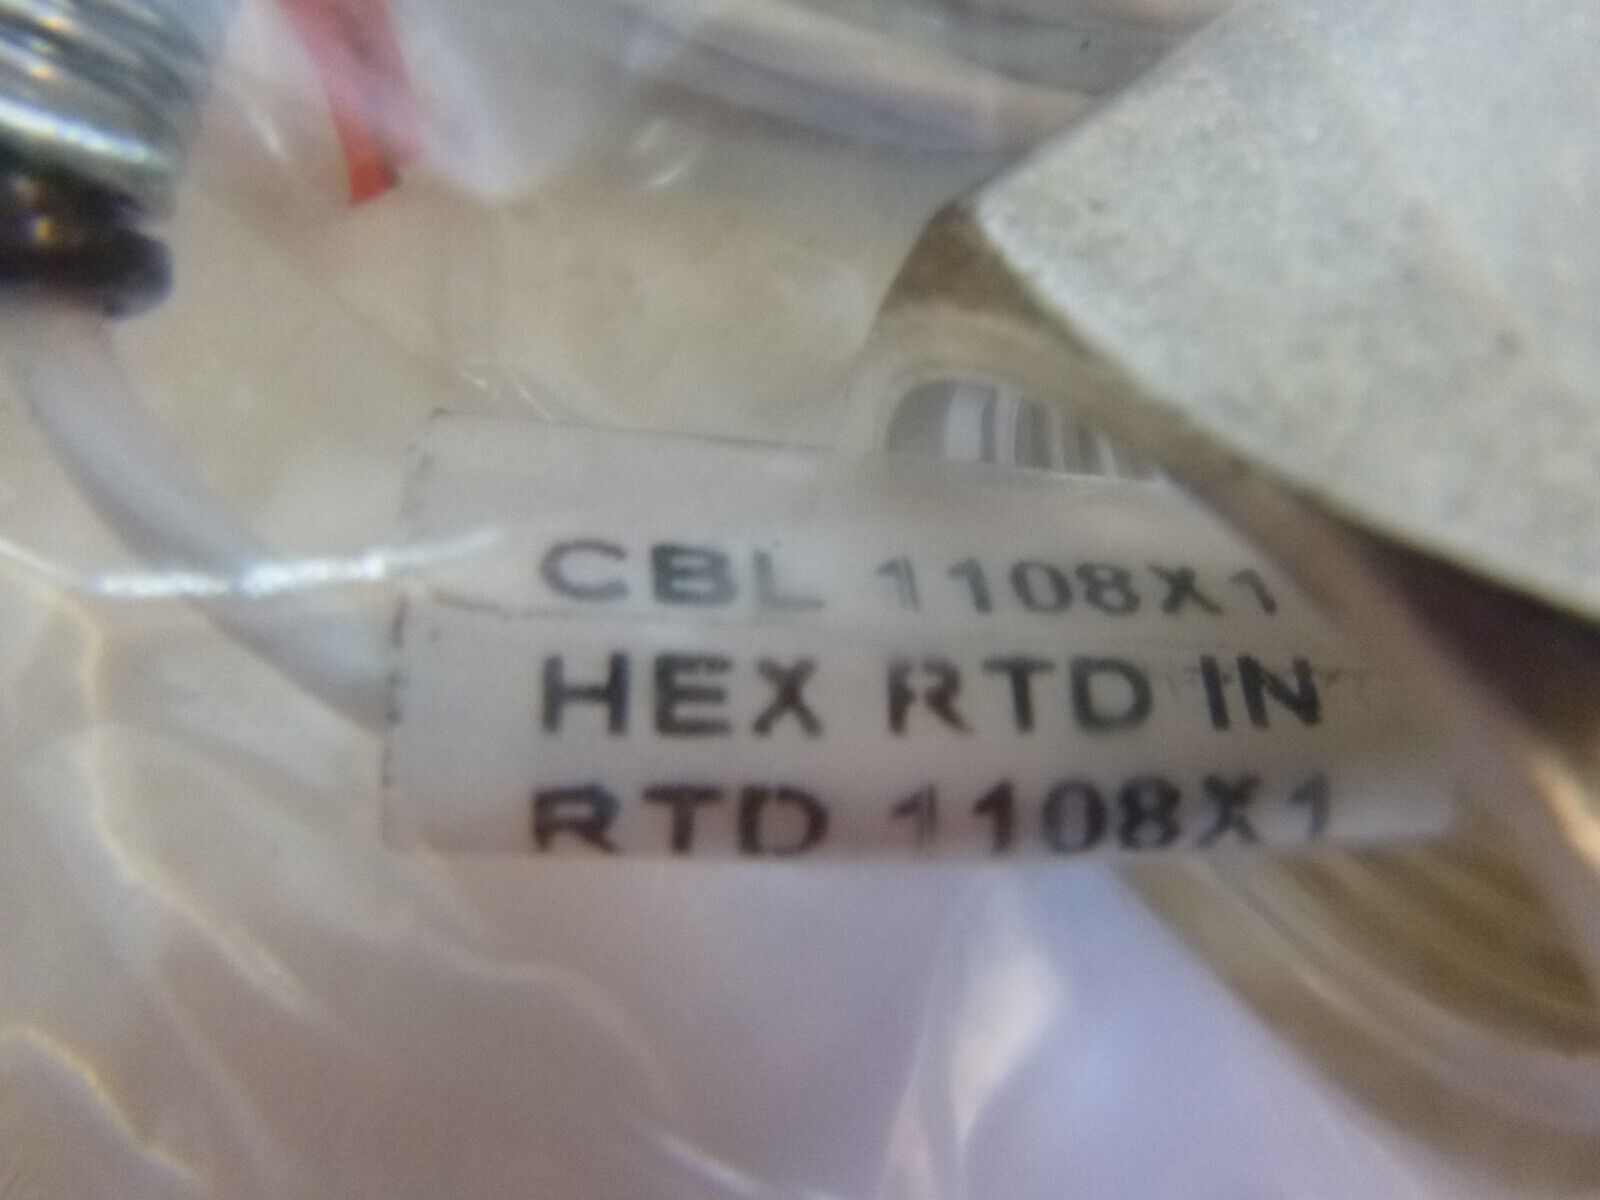 CBL 1108X1
HEX RTD IN
RTD 1108X1